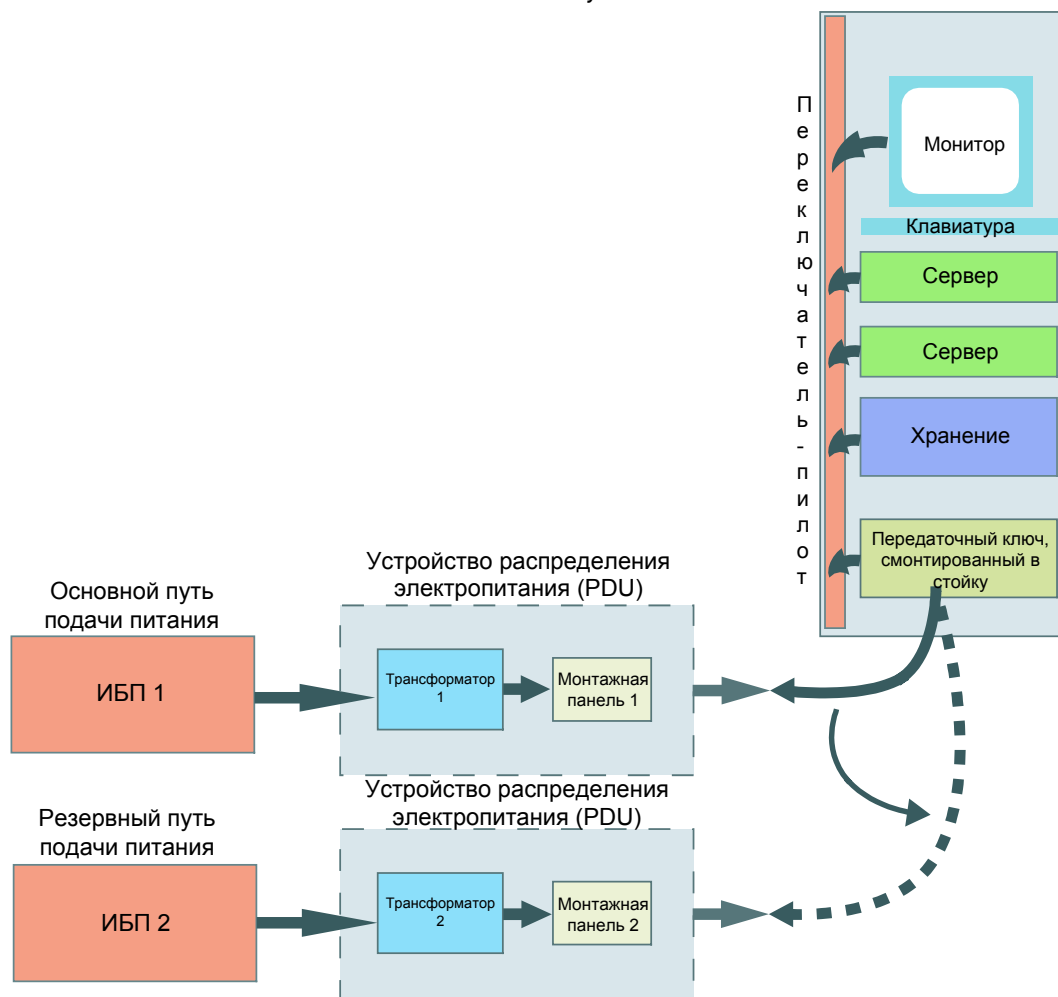 Переключатель-пилот
Монитор
Клавиатура
Сервер
Сервер
Хранение
Передаточный ключ,
смонтированный в
стойку
Основной путь
подачи питания
ИБП 1
Устройство распределения
электропитания (PDU)
Трансформатор
1
Монтажная
панель 1
Резервный путь
подачи питания
ИБП 2
Устройство распределения
электропитания (PDU)
Трансформатор
2
Монтажная
панель 2